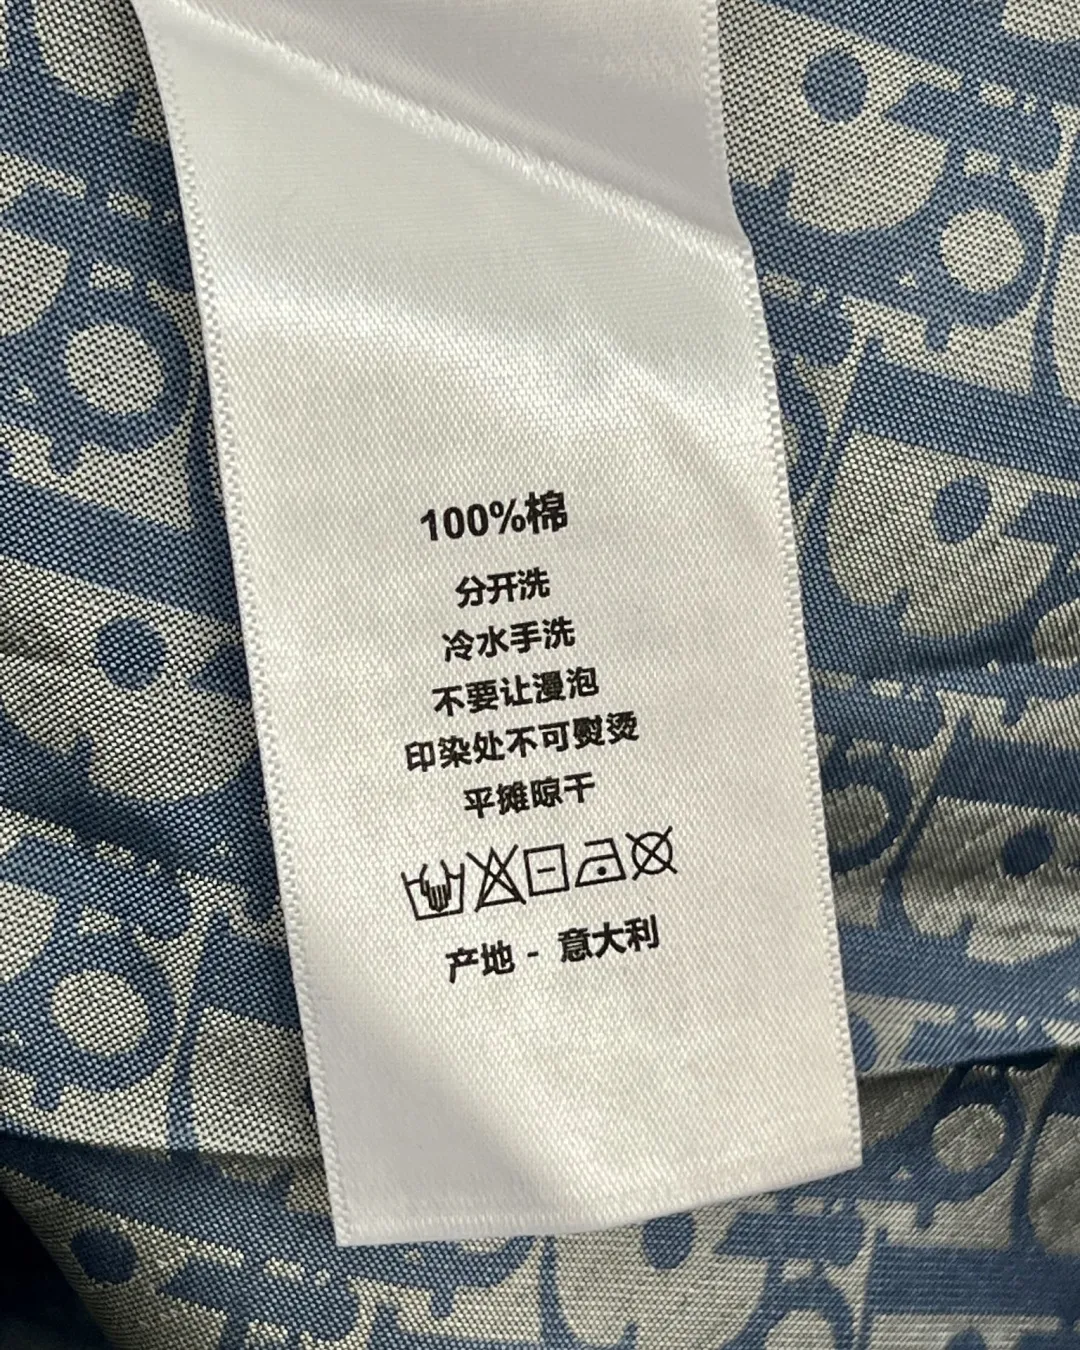 100%棉
分开洗
冷水手洗
不要让漫泡
印染处不可熨烫
平摊晾干
产地 - 意大利